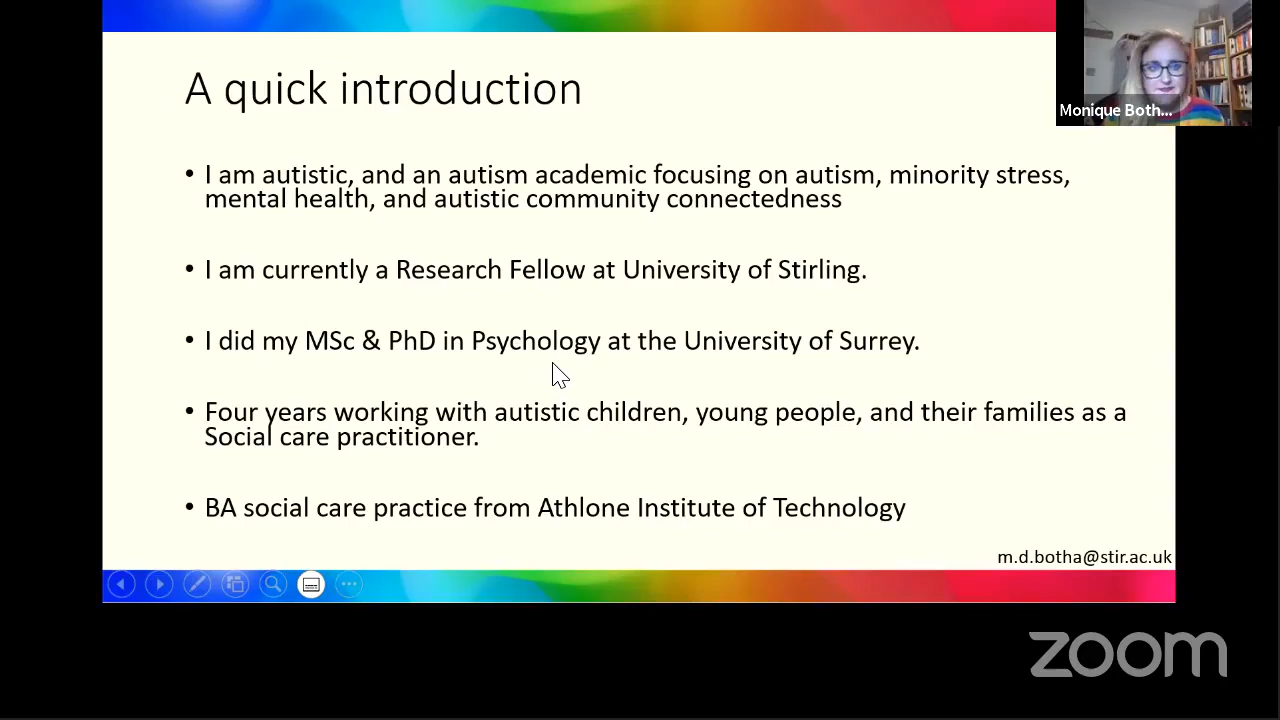 A quick introduction
Monique Both...
• I am autistic, and an autism academic focusing on autism, minority stress,
mental health, and autistic community connectedness
• I am currently a Research Fellow at University of Stirling.
• I did my MSc & PhD in Psychology at the University of Surrey.
• Four years working with autistic children, young people, and their families as a
Social care practitioner.
• BA social care practice from Athlone Institute of Technology
m.d.botha@stir.ac.uk
zoom